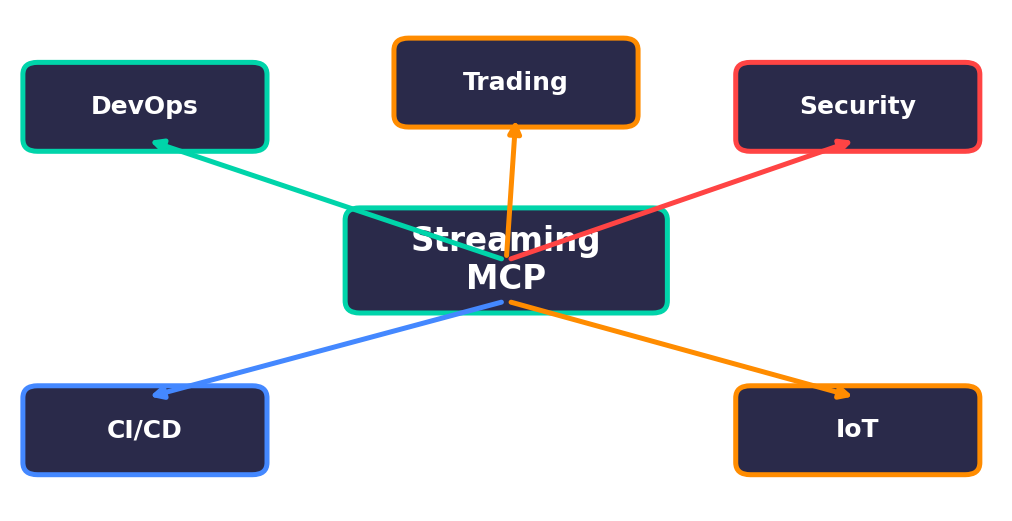 Trading
DevOps
Security
Streaming
MCP
CI/CD
IoT